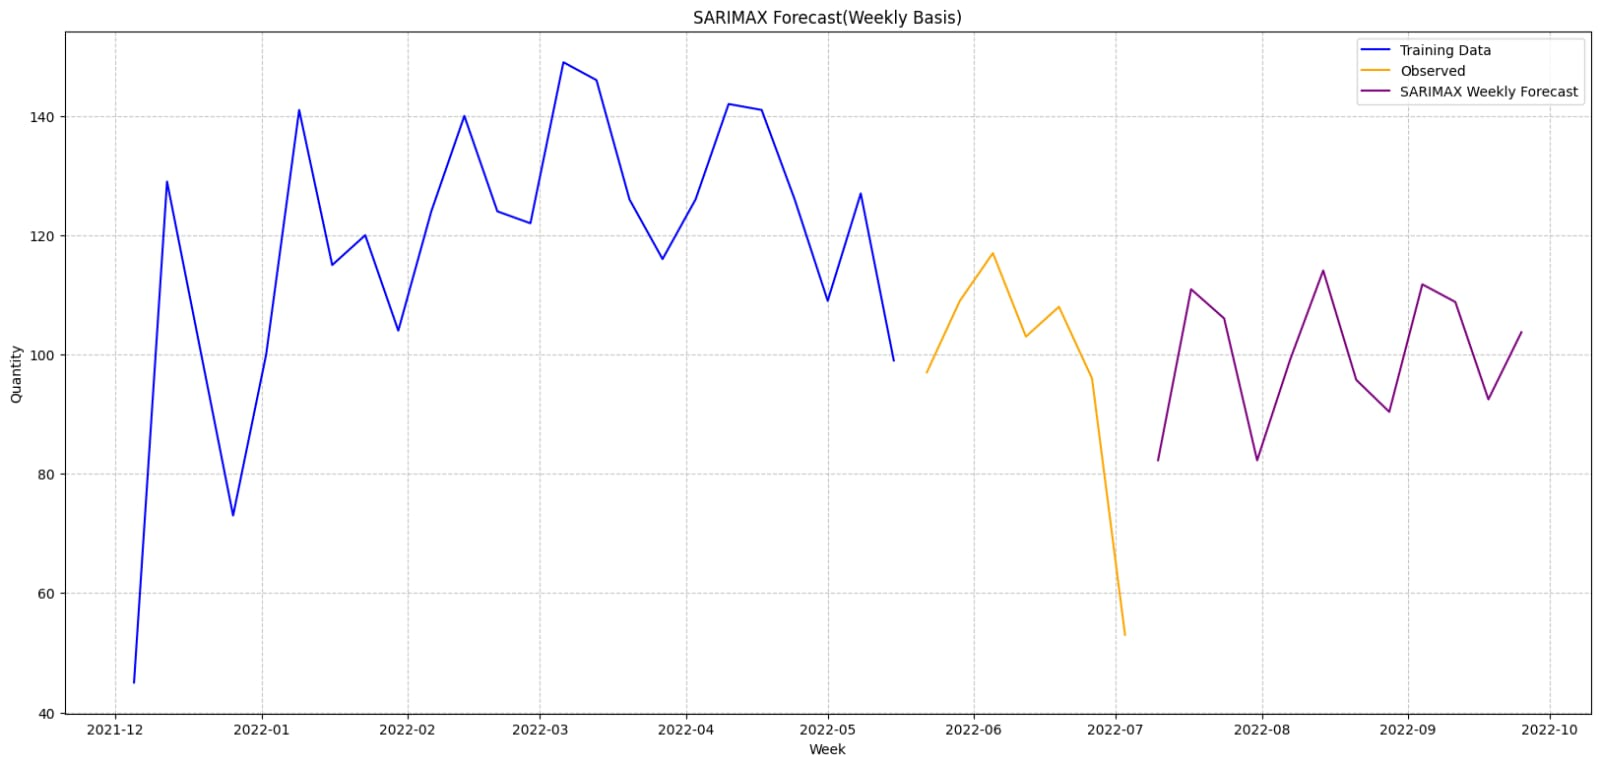 SARIMAX Forecast(Weekly Basis)
Training Data
Observed
SARIMAX Weekly Forecast
Quantity
140
120
100
80
60
40
2021-12 2022-01 2022-02 2022-03 2022-04 2022-05 2022-06 2022-07 2022-08 2022-09 2022-10
Week